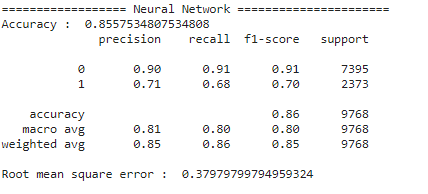 ================== Neural Network ======================
Accuracy :  0.8557534807534808
              precision    recall  f1-score   support
           0       0.90      0.91      0.91      7395
           1       0.71      0.68      0.70      2373
    accuracy                           0.86      9768
   macro avg       0.81      0.80      0.80      9768
weighted avg       0.85      0.86      0.85      9768
Root mean square error :  0.37979799794959324